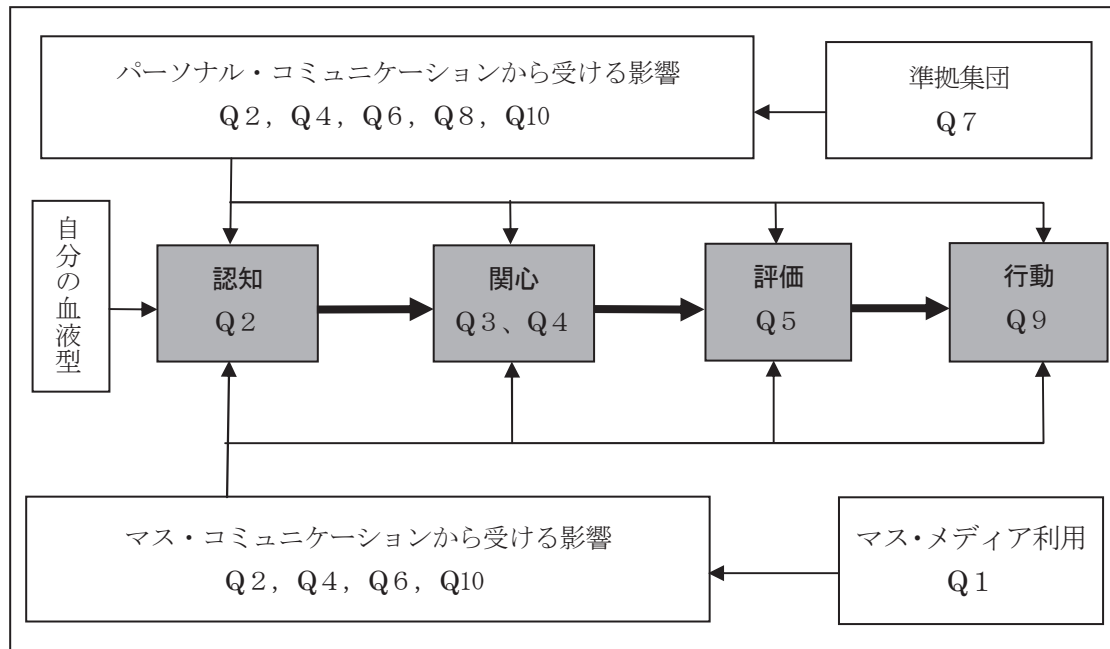 パーソナル・コミュニケーションから受ける影響
Q2，Q4，Q6，Q8，Q10
準拠集団
Q7
自分の血液型
認知
Q2
関心
Q3、Q4
評価
Q5
行動
Q9
マス・コミュニケーションから受ける影響
Q2，Q4，Q6，Q10
マス・メディア利用
Q1